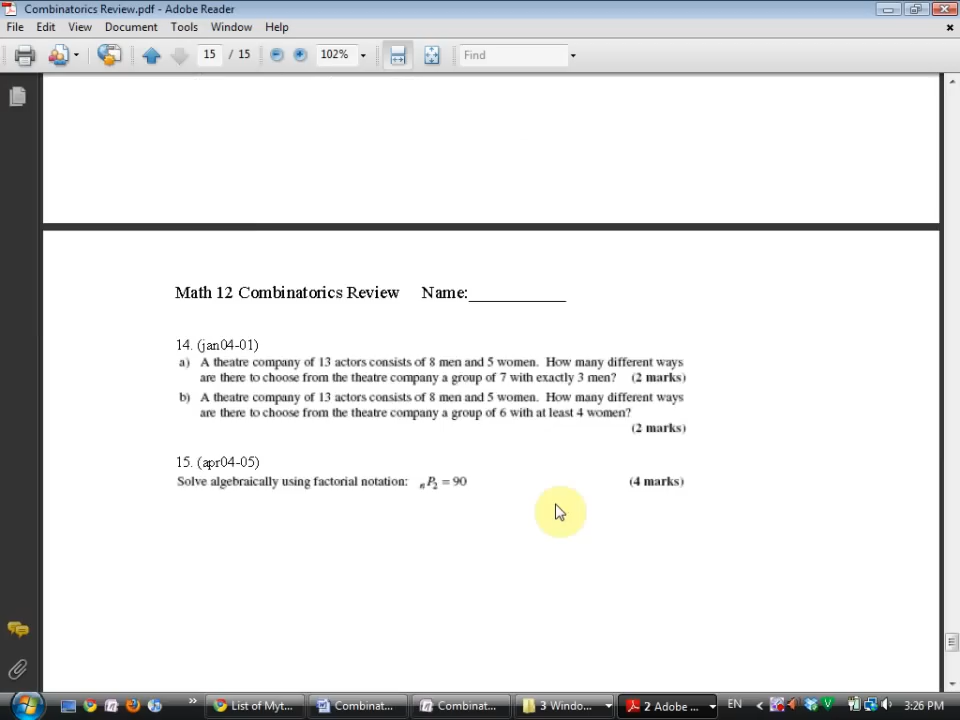 Combinatorics Review.pdf - Adobe Reader
File Edit View Document Tools Window Help
15 / 15 102% Find
Math 12 Combinatorics Review Name:___________
14. (jan04-01)
a) A theatre company of 13 actors consists of 8 men and 5 women. How many different ways
are there to choose from the theatre company a group of 7 with exactly 3 men? (2 marks)
b) A theatre company of 13 actors consists of 8 men and 5 women. How many different ways
are there to choose from the theatre company a group of 6 with at least 4 women?
(2 marks)
15. (apr04-05)
Solve algebraically using factorial notation: ₙP₂ = 90 (4 marks)
List of Myt... Combinat... Combinat... 3 Windo... 2 Adobe ... EN 3:26 PM